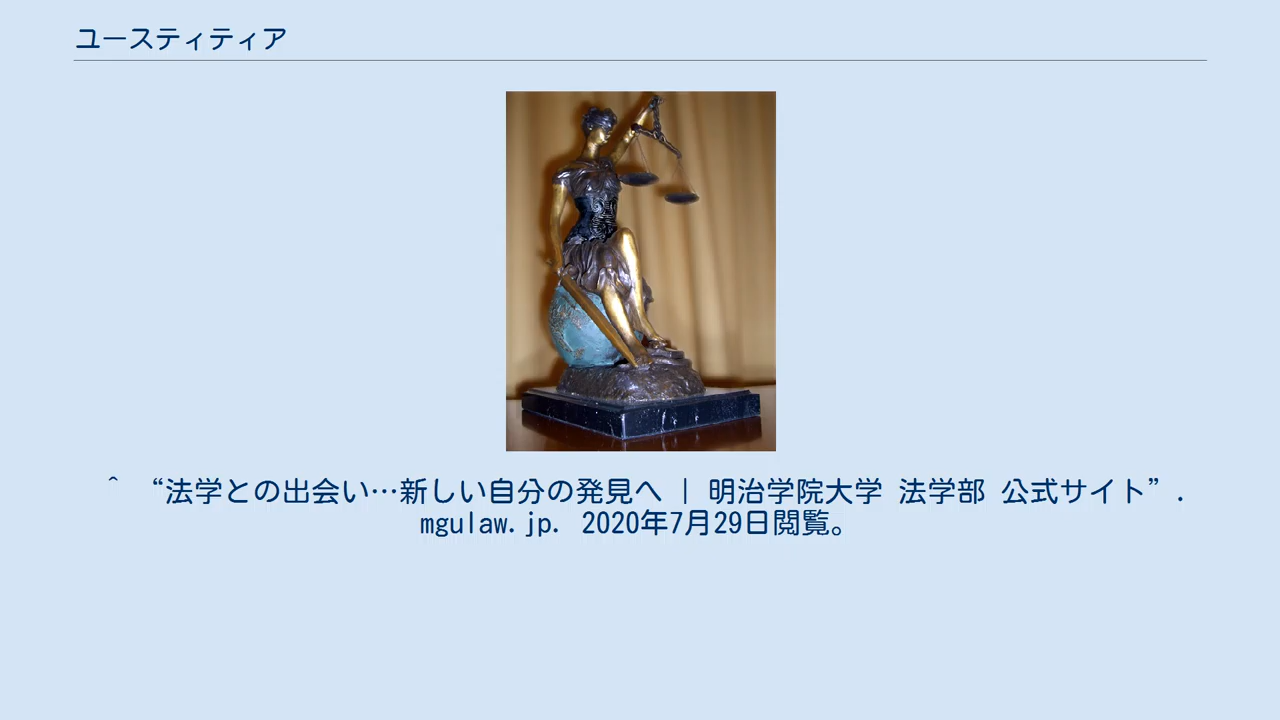 ユースティティア
^ “法学との出会い…新しい自分の発見へ | 明治学院大学 法学部 公式サイト”.
mgulaw.jp. 2020年7月29日閲覧。